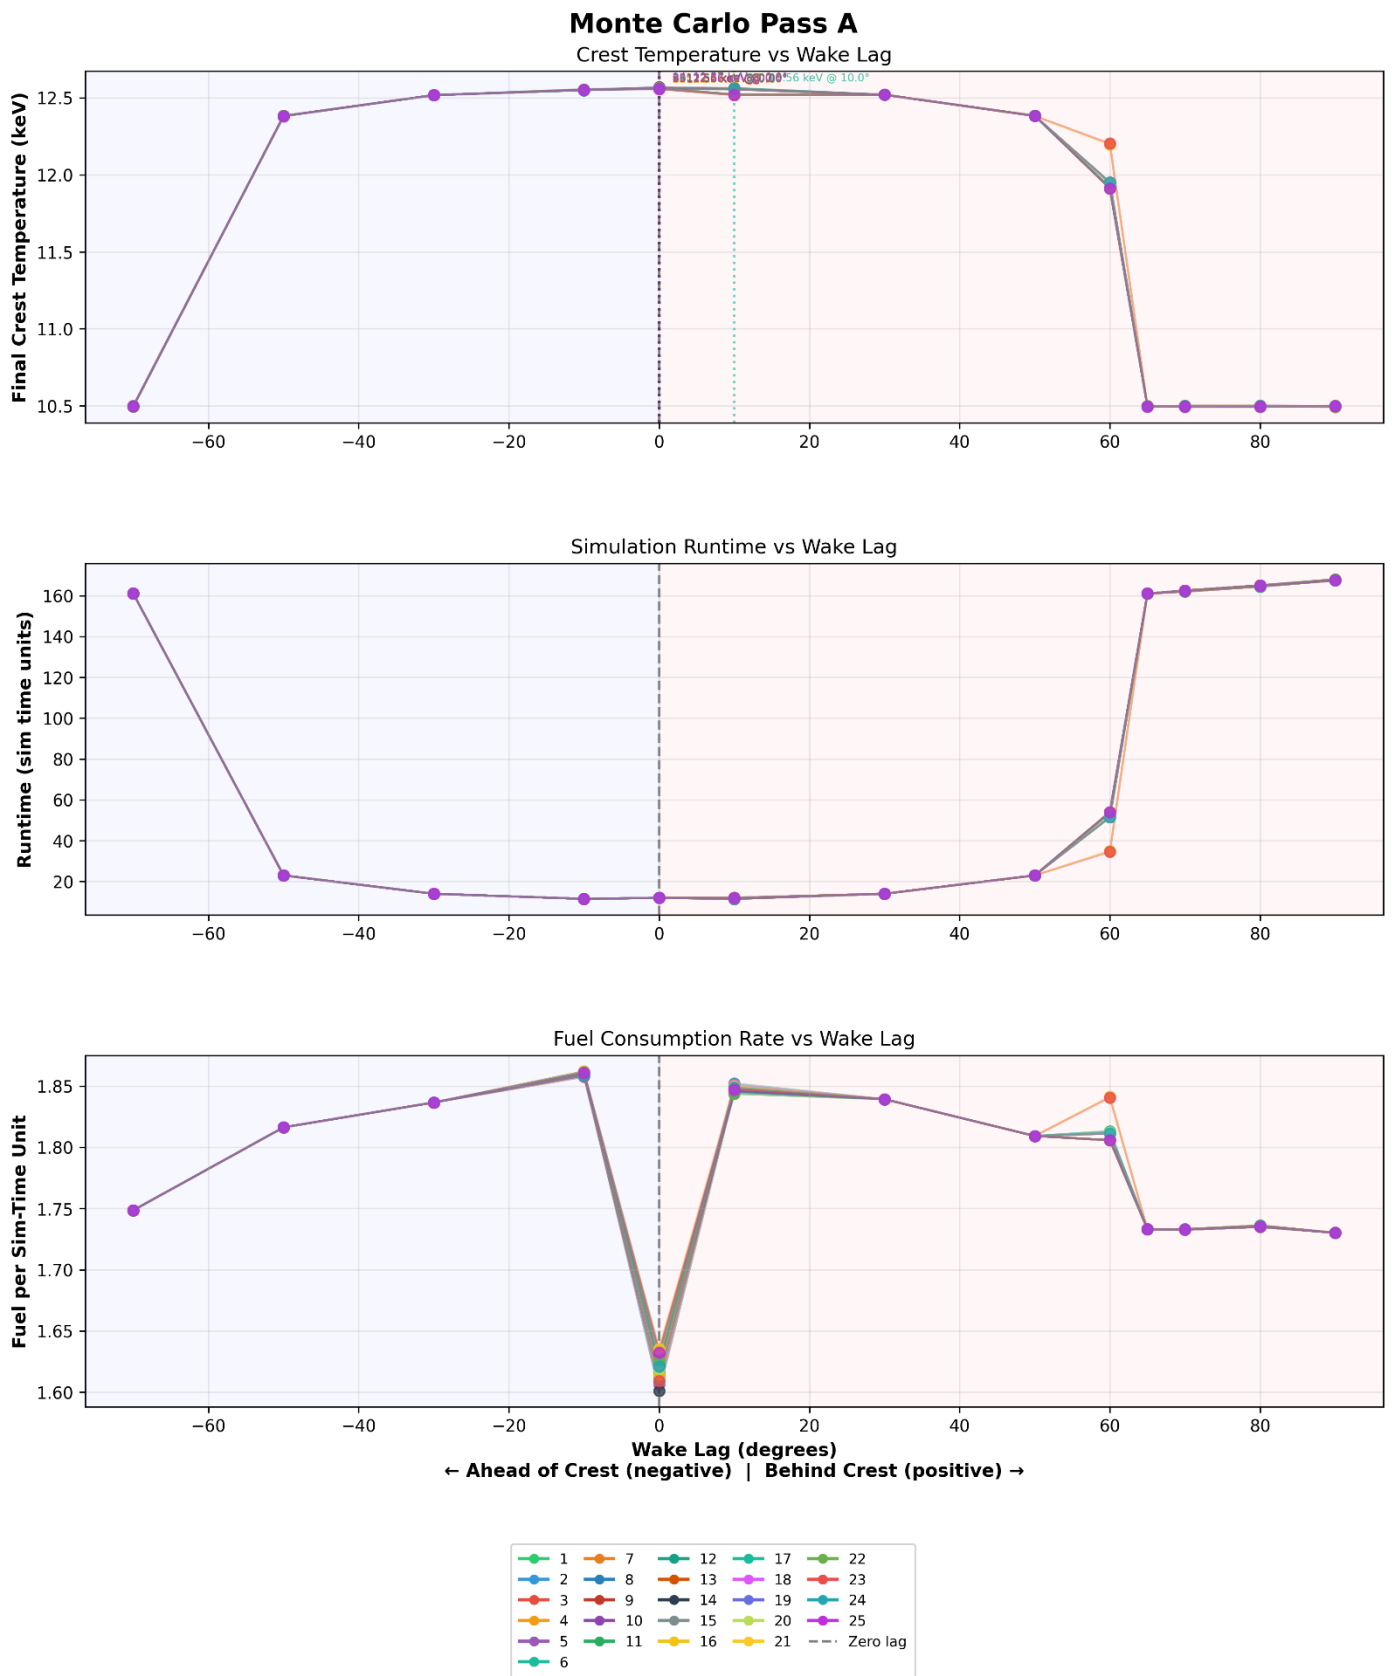 Monte Carlo Pass A
Crest Temperature vs Wake Lag
56 keV @ 10.0°
Final Crest Temperature (keV)
12.5
12.0
11.5
11.0
10.5
−60 −40 −20 0 20 40 60 80
Simulation Runtime vs Wake Lag
Runtime (sim time units)
160
140
120
100
80
60
40
20
−60 −40 −20 0 20 40 60 80
Fuel Consumption Rate vs Wake Lag
Fuel per Sim-Time Unit
1.85
1.80
1.75
1.70
1.65
1.60
−60 −40 −20 0 20 40 60 80
Wake Lag (degrees)
← Ahead of Crest (negative) | Behind Crest (positive) →
1 7 12 17 22
2 8 13 18 23
3 9 14 19 24
4 10 15 20 25
5 11 16 21 Zero lag
6